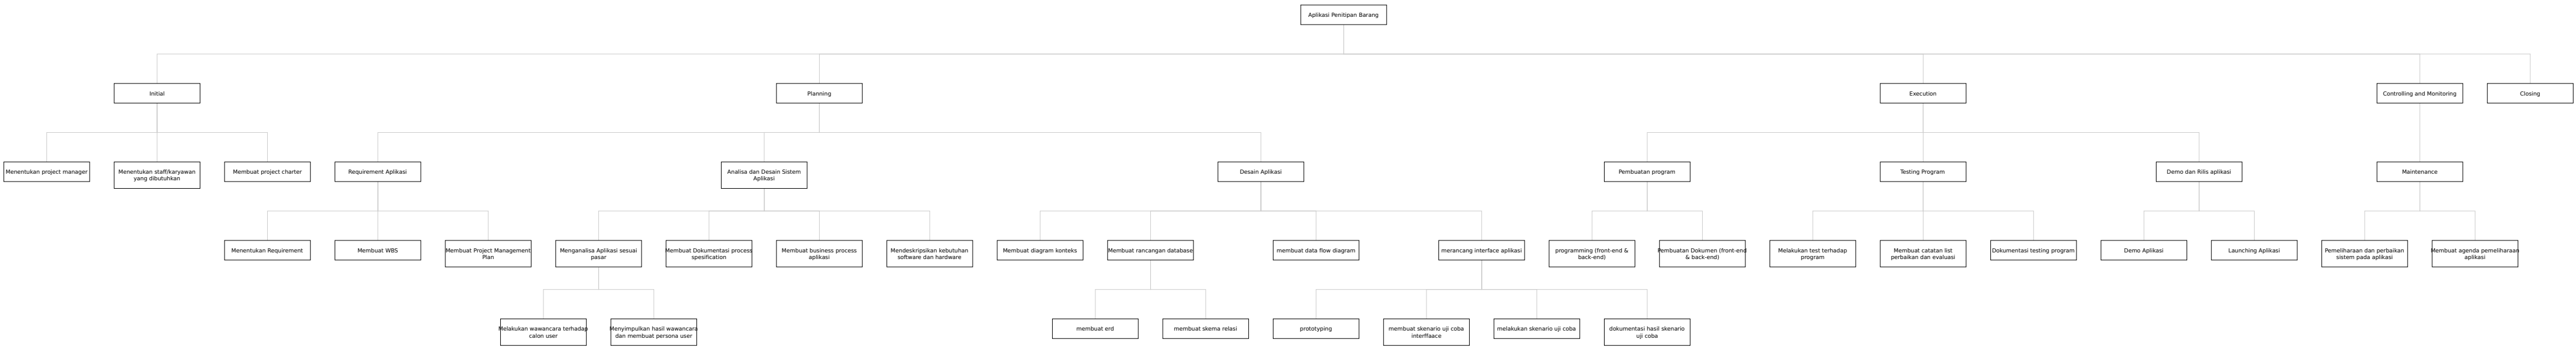 Aplikasi Penitipan Barang
Initial
Planning
Execution
Controlling and Monitoring
Closing
Menentukan project manager
Menentukan staff/karyawan
yang dibutuhkan
Membuat project charter
Requirement Aplikasi
Analisa dan Desain Sistem
Aplikasi
Desain Aplikasi
Pembuatan program
Testing Program
Demo dan Rilis aplikasi
Maintenance
Menentukan Requirement
Membuat WBS
Membuat Project Management
Plan
Menganalisa Aplikasi sesuai
pasar
Membuat Dokumentasi process
spesification
Membuat business process
aplikasi
Mendeskripsikan kebutuhan
software dan hardware
Membuat diagram konteks
Membuat rancangan database
membuat data flow diagram
merancang interface aplikasi
programming (front-end &
back-end)
Pembuatan Dokumen (front-end
& back-end)
Melakukan test terhadap
program
Membuat catatan list
perbaikan dan evaluasi
Dokumentasi testing program
Demo Aplikasi
Launching Aplikasi
Pemeliharaan dan perbaikan
sistem pada aplikasi
Membuat agenda pemeliharaan
aplikasi
Melakukan wawancara terhadap
calon user
Menyimpulkan hasil wawancara
dan membuat persona user
membuat erd
membuat skema relasi
prototyping
membuat skenario uji coba
interffaace
melakukan skenario uji coba
dokumentasi hasil skenario
uji coba